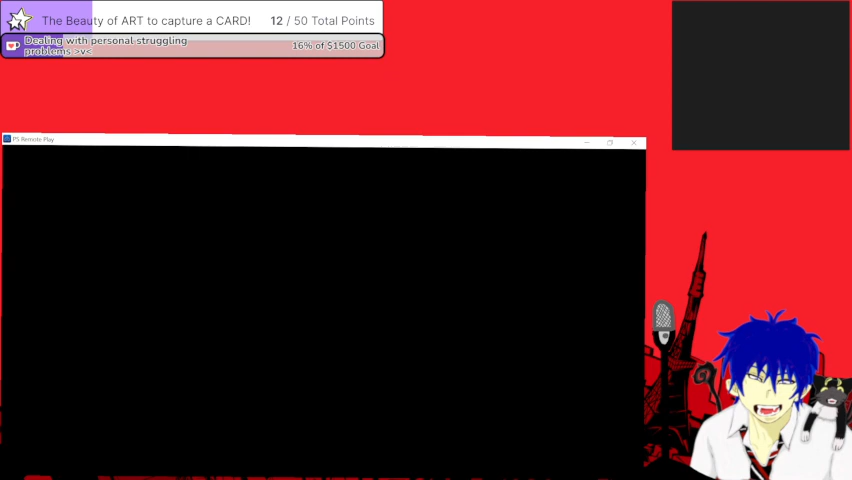 The Beauty of ART to capture a CARD! 12 / 50 Total Points
Dealing with personal struggling
problems >v<
16% of $1500 Goal
PS Remote Play